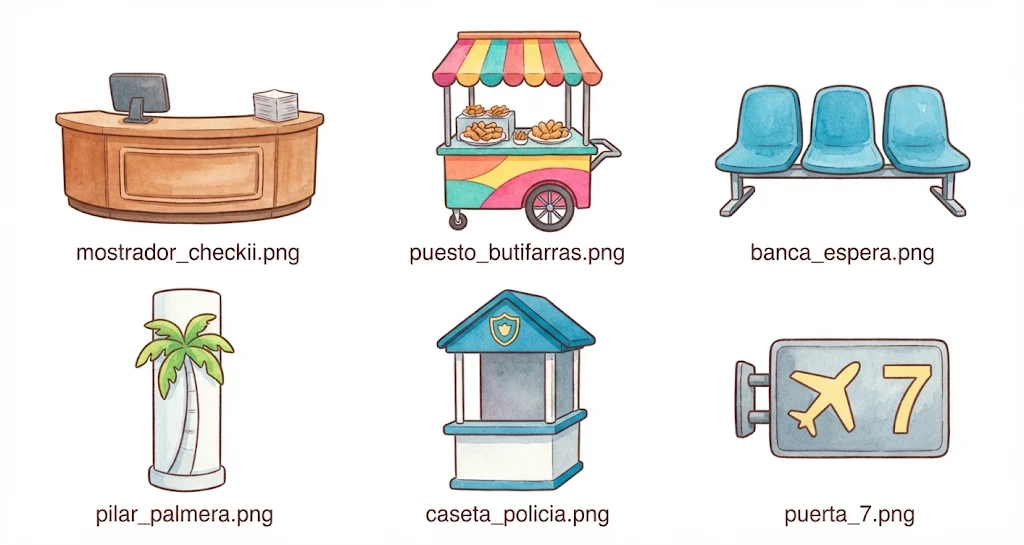 mostrador_checkii.png
puesto_butifarras.png
banca_espera.png
7
pilar_palmera.png
caseta_policia.png
puerta_7.png